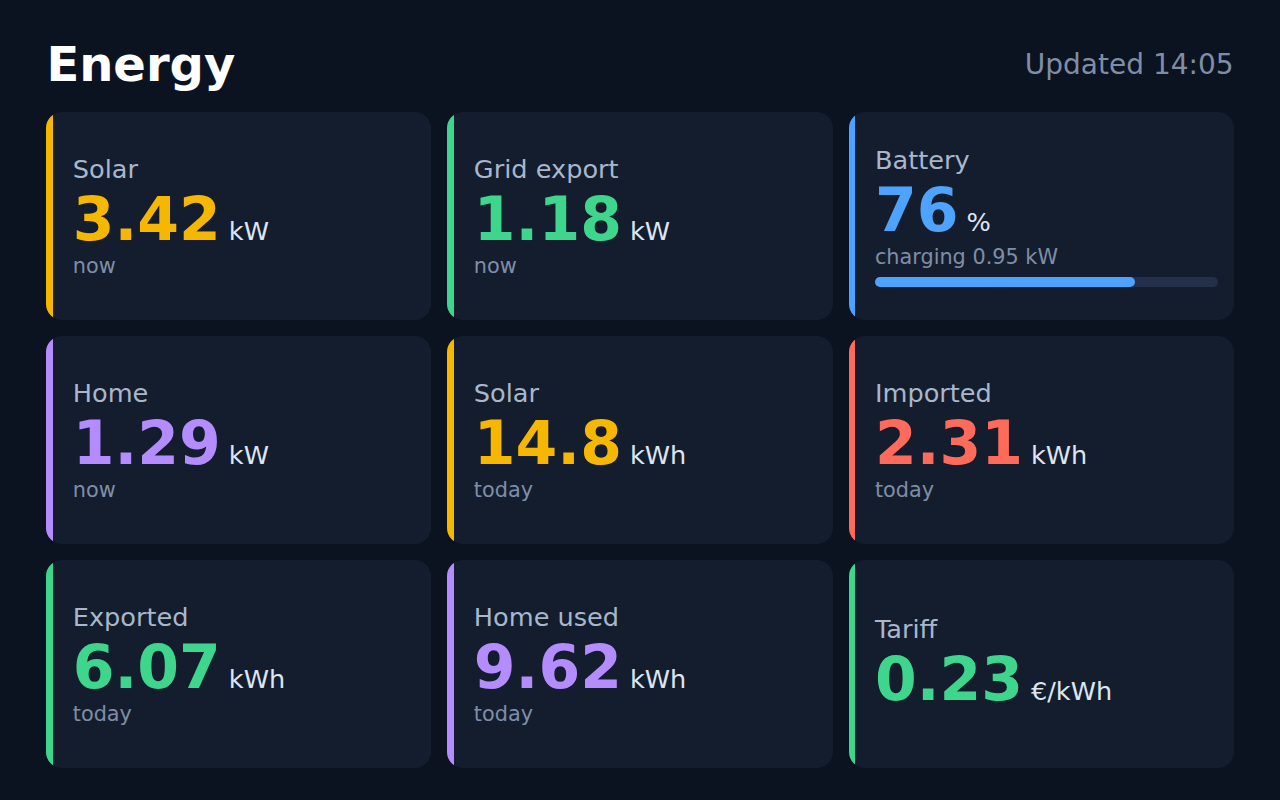 Energy
Updated 14:05
Solar
3.42 kW
now
Grid export
1.18 kW
now
Battery
76 %
charging 0.95 kW
Home
1.29 kW
now
Solar
14.8 kWh
today
Imported
2.31 kWh
today
Exported
6.07 kWh
today
Home used
9.62 kWh
today
Tariff
0.23 €/kWh